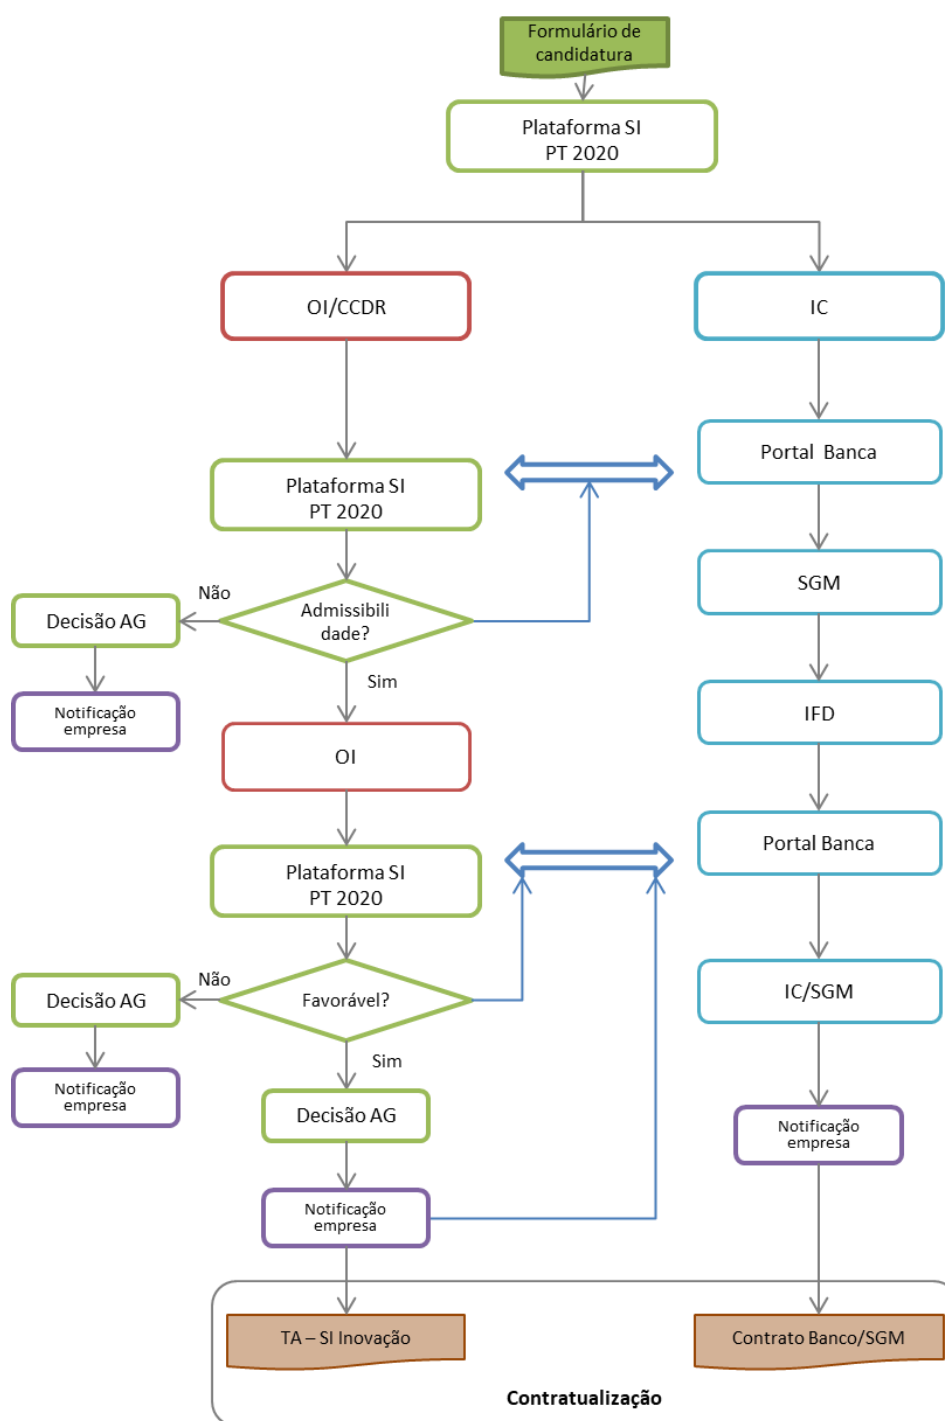 Formulário de
candidatura
Plataforma SI
PT 2020
OI/CCDR
IC
Portal Banca
Plataforma SI
PT 2020
SGM
Não
Admissibili
dade?
Decisão AG
Sim
Notificação
empresa
IFD
OI
Portal Banca
Plataforma SI
PT 2020
Não
Favorável?
Decisão AG
IC/SGM
Sim
Notificação
empresa
Decisão AG
Notificação
empresa
Notificação
empresa
TA – SI Inovação
Contrato Banco/SGM
Contratualização